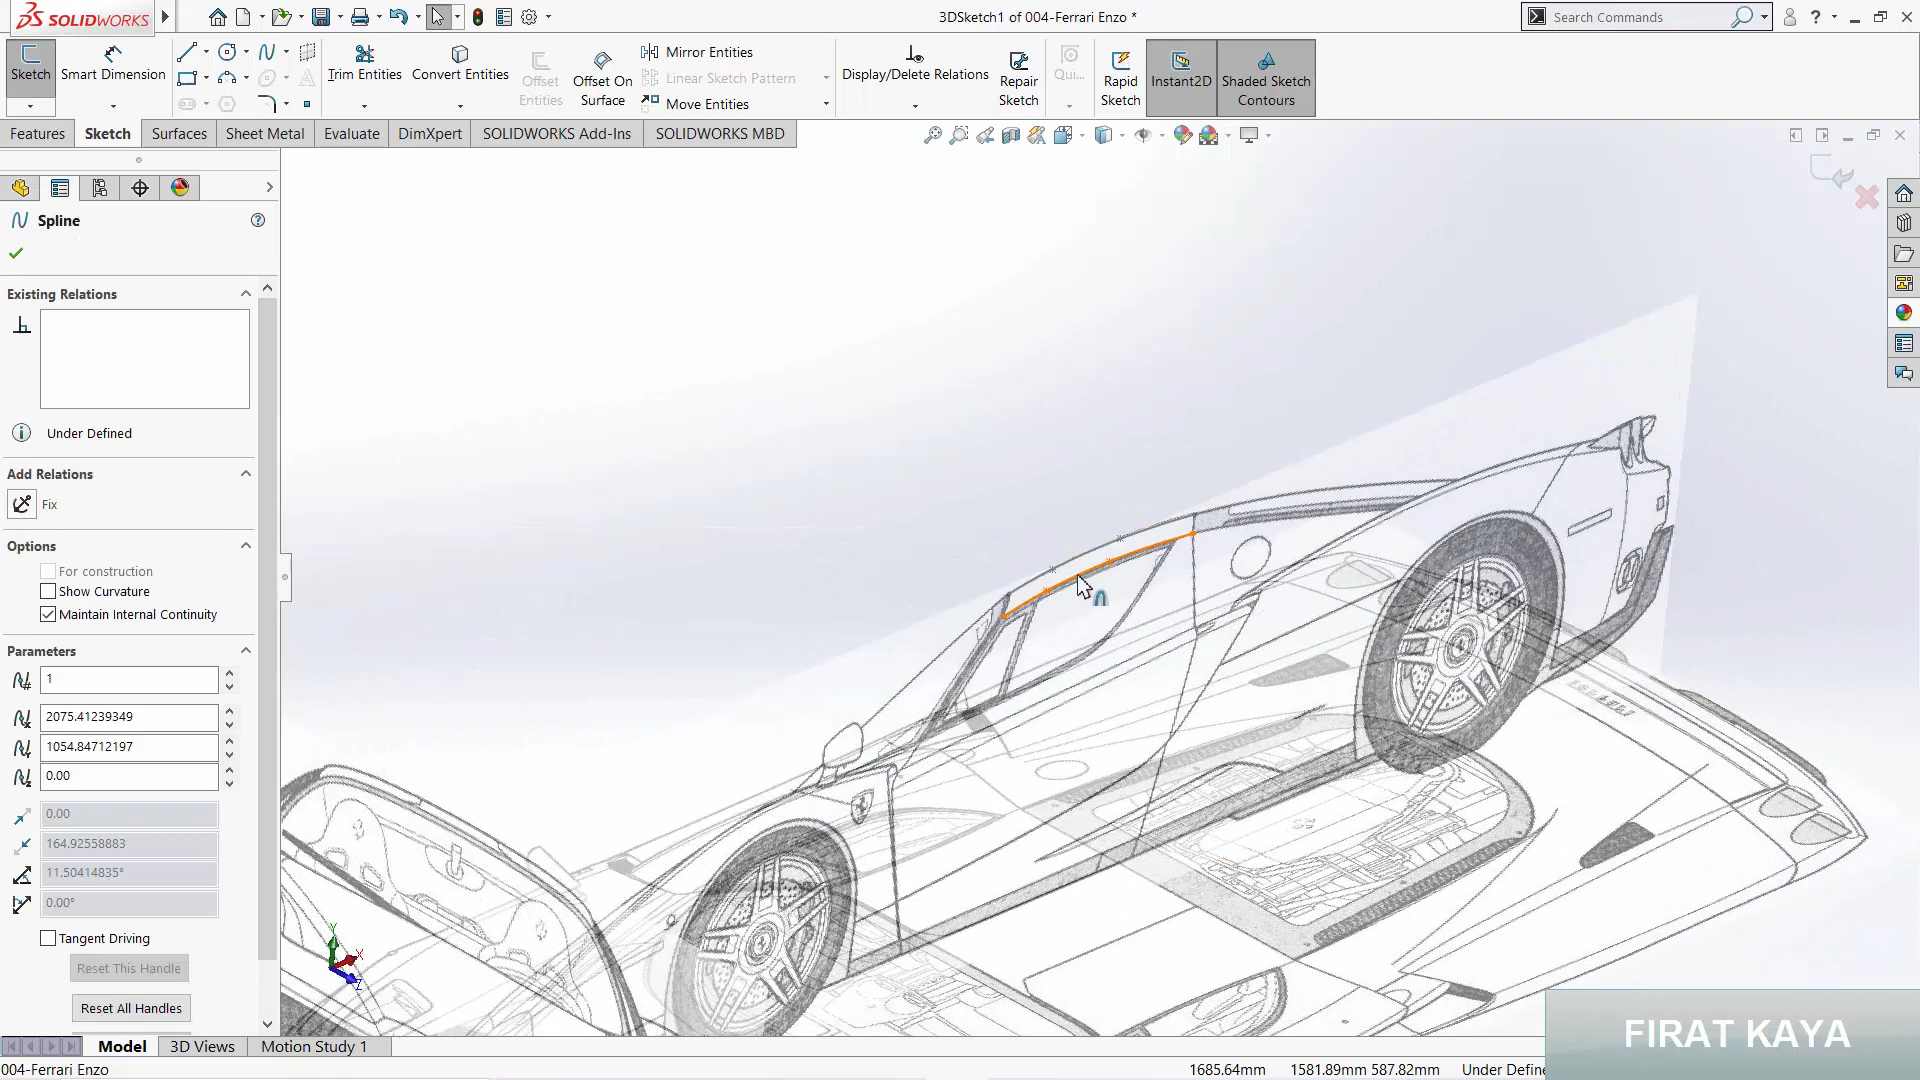 SOLIDWORKS
3DSketch1 of 004-Ferrari Enzo *
Search Commands
?
Sketch
Smart Dimension
Trim Entities
Convert Entities
Offset Entities
Offset On Surface
Mirror Entities
Linear Sketch Pattern
Move Entities
Display/Delete Relations
Repair Sketch
Qui...
Rapid Sketch
Instant2D
Shaded Sketch Contours
Features
Sketch
Surfaces
Sheet Metal
Evaluate
DimXpert
SOLIDWORKS Add-Ins
SOLIDWORKS MBD
Spline
?
Existing Relations
Under Defined
Add Relations
Fix
Options
For construction
Show Curvature
Maintain Internal Continuity
Parameters
1
2075.41239349
1054.84712197
0.00
0.00
164.92558883
11.50414835°
0.00°
Tangent Driving
Reset This Handle
Reset All Handles
Y
X
Z
Model
3D Views
Motion Study 1
004-Ferrari Enzo
1685.64mm
1581.89mm 587.82mm
Under Define
FIRAT KAYA